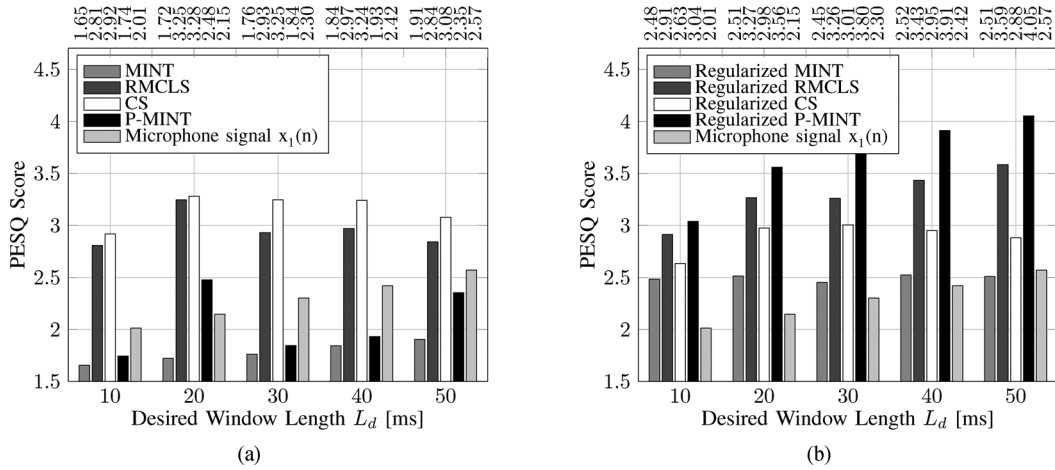 1.65 2.81 2.92 1.74 2.01 1.72 3.25 3.28 2.48 2.15 1.76 2.93 3.25 1.84 2.30 1.84 2.97 3.24 1.93 2.42 1.91 2.84 3.08 2.35 2.57
4.5
4
3.5
3
2.5
2
1.5
PESQ Score
MINT
RMCLS
CS
P-MINT
Microphone signal x₁(n)
10 20 30 40 50
Desired Window Length L_d [ms]
(a)
2.48 2.91 2.63 3.04 2.01 2.51 3.27 2.98 3.56 2.15 2.45 3.26 3.01 3.80 2.30 2.52 3.43 2.95 3.91 2.42 2.51 3.59 2.88 4.05 2.57
4.5
4
3.5
3
2.5
2
1.5
PESQ Score
Regularized MINT
Regularized RMCLS
Regularized CS
Regularized P-MINT
Microphone signal x₁(n)
10 20 30 40 50
Desired Window Length L_d [ms]
(b)